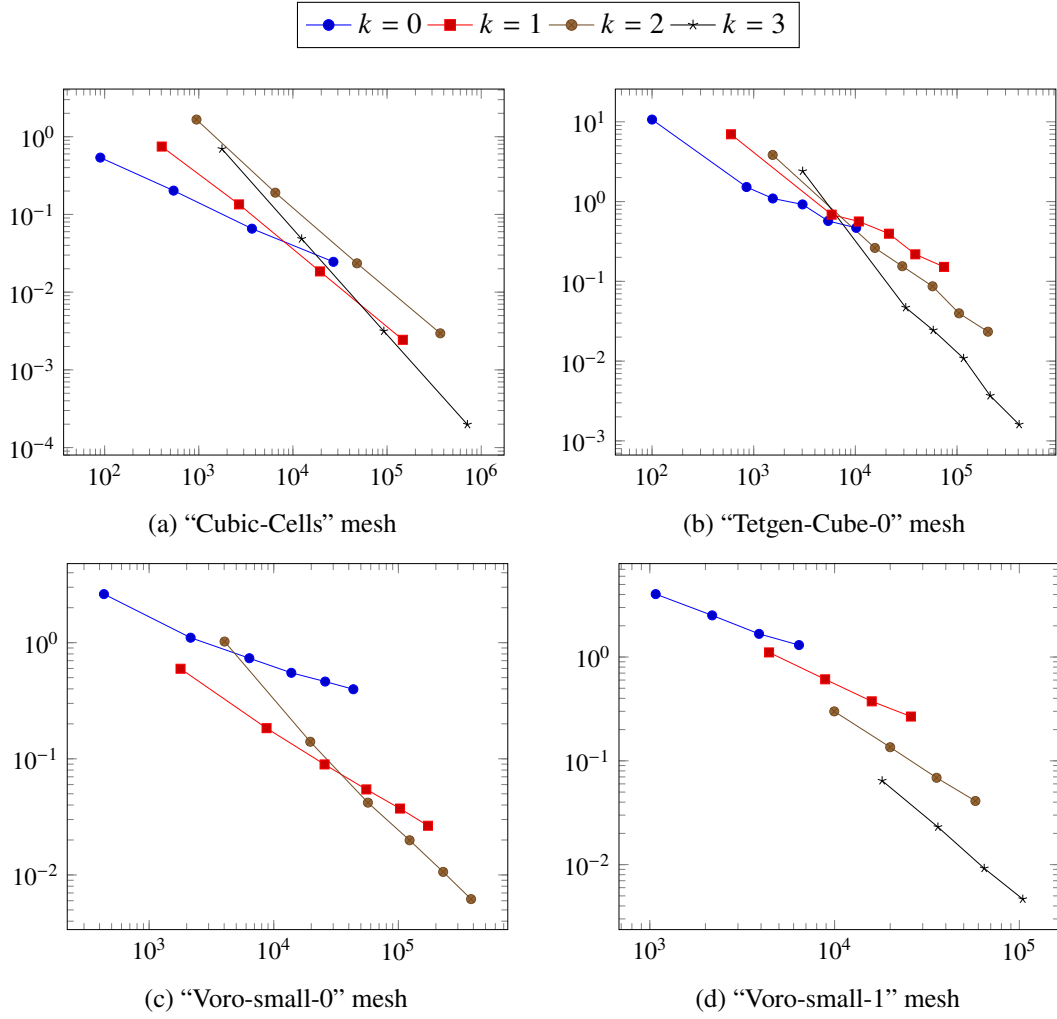 k = 0 k = 1 k = 2 k = 3
10^0
10^−1
10^−2
10^−3
10^−4
10^2 10^3 10^4 10^5 10^6
(a) “Cubic-Cells” mesh
10^1
10^0
10^−1
10^−2
10^−3
10^2 10^3 10^4 10^5
(b) “Tetgen-Cube-0” mesh
10^0
10^−1
10^−2
10^3 10^4 10^5
(c) “Voro-small-0” mesh
10^0
10^−1
10^−2
10^3 10^4 10^5
(d) “Voro-small-1” mesh